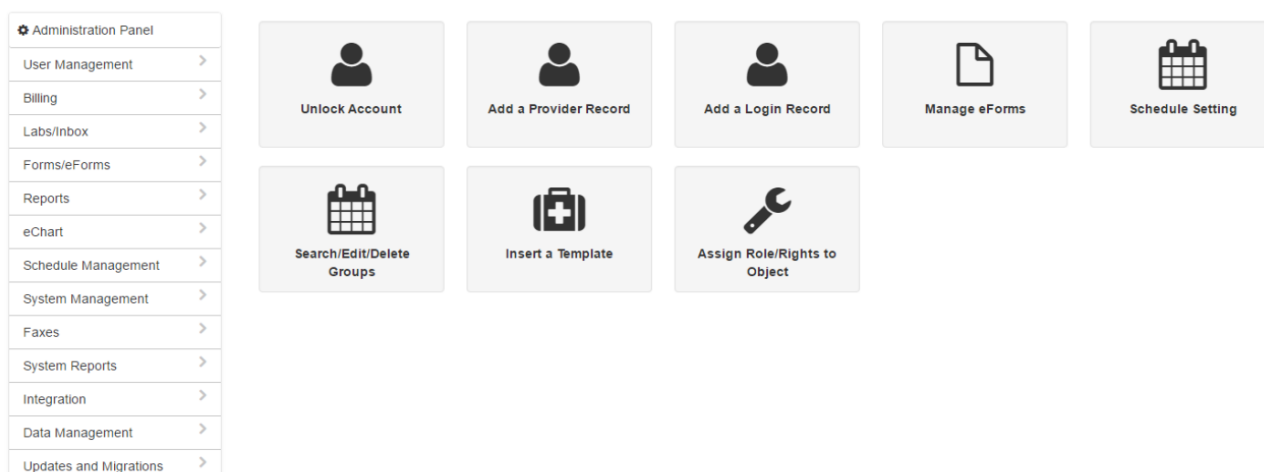 Administration Panel
User Management
Billing
Labs/Inbox
Forms/eForms
Reports
eChart
Schedule Management
System Management
Faxes
System Reports
Integration
Data Management
Updates and Migrations
Unlock Account
Add a Provider Record
Add a Login Record
Manage eForms
Schedule Setting
Search/Edit/Delete
Groups
Insert a Template
Assign Role/Rights to
Object